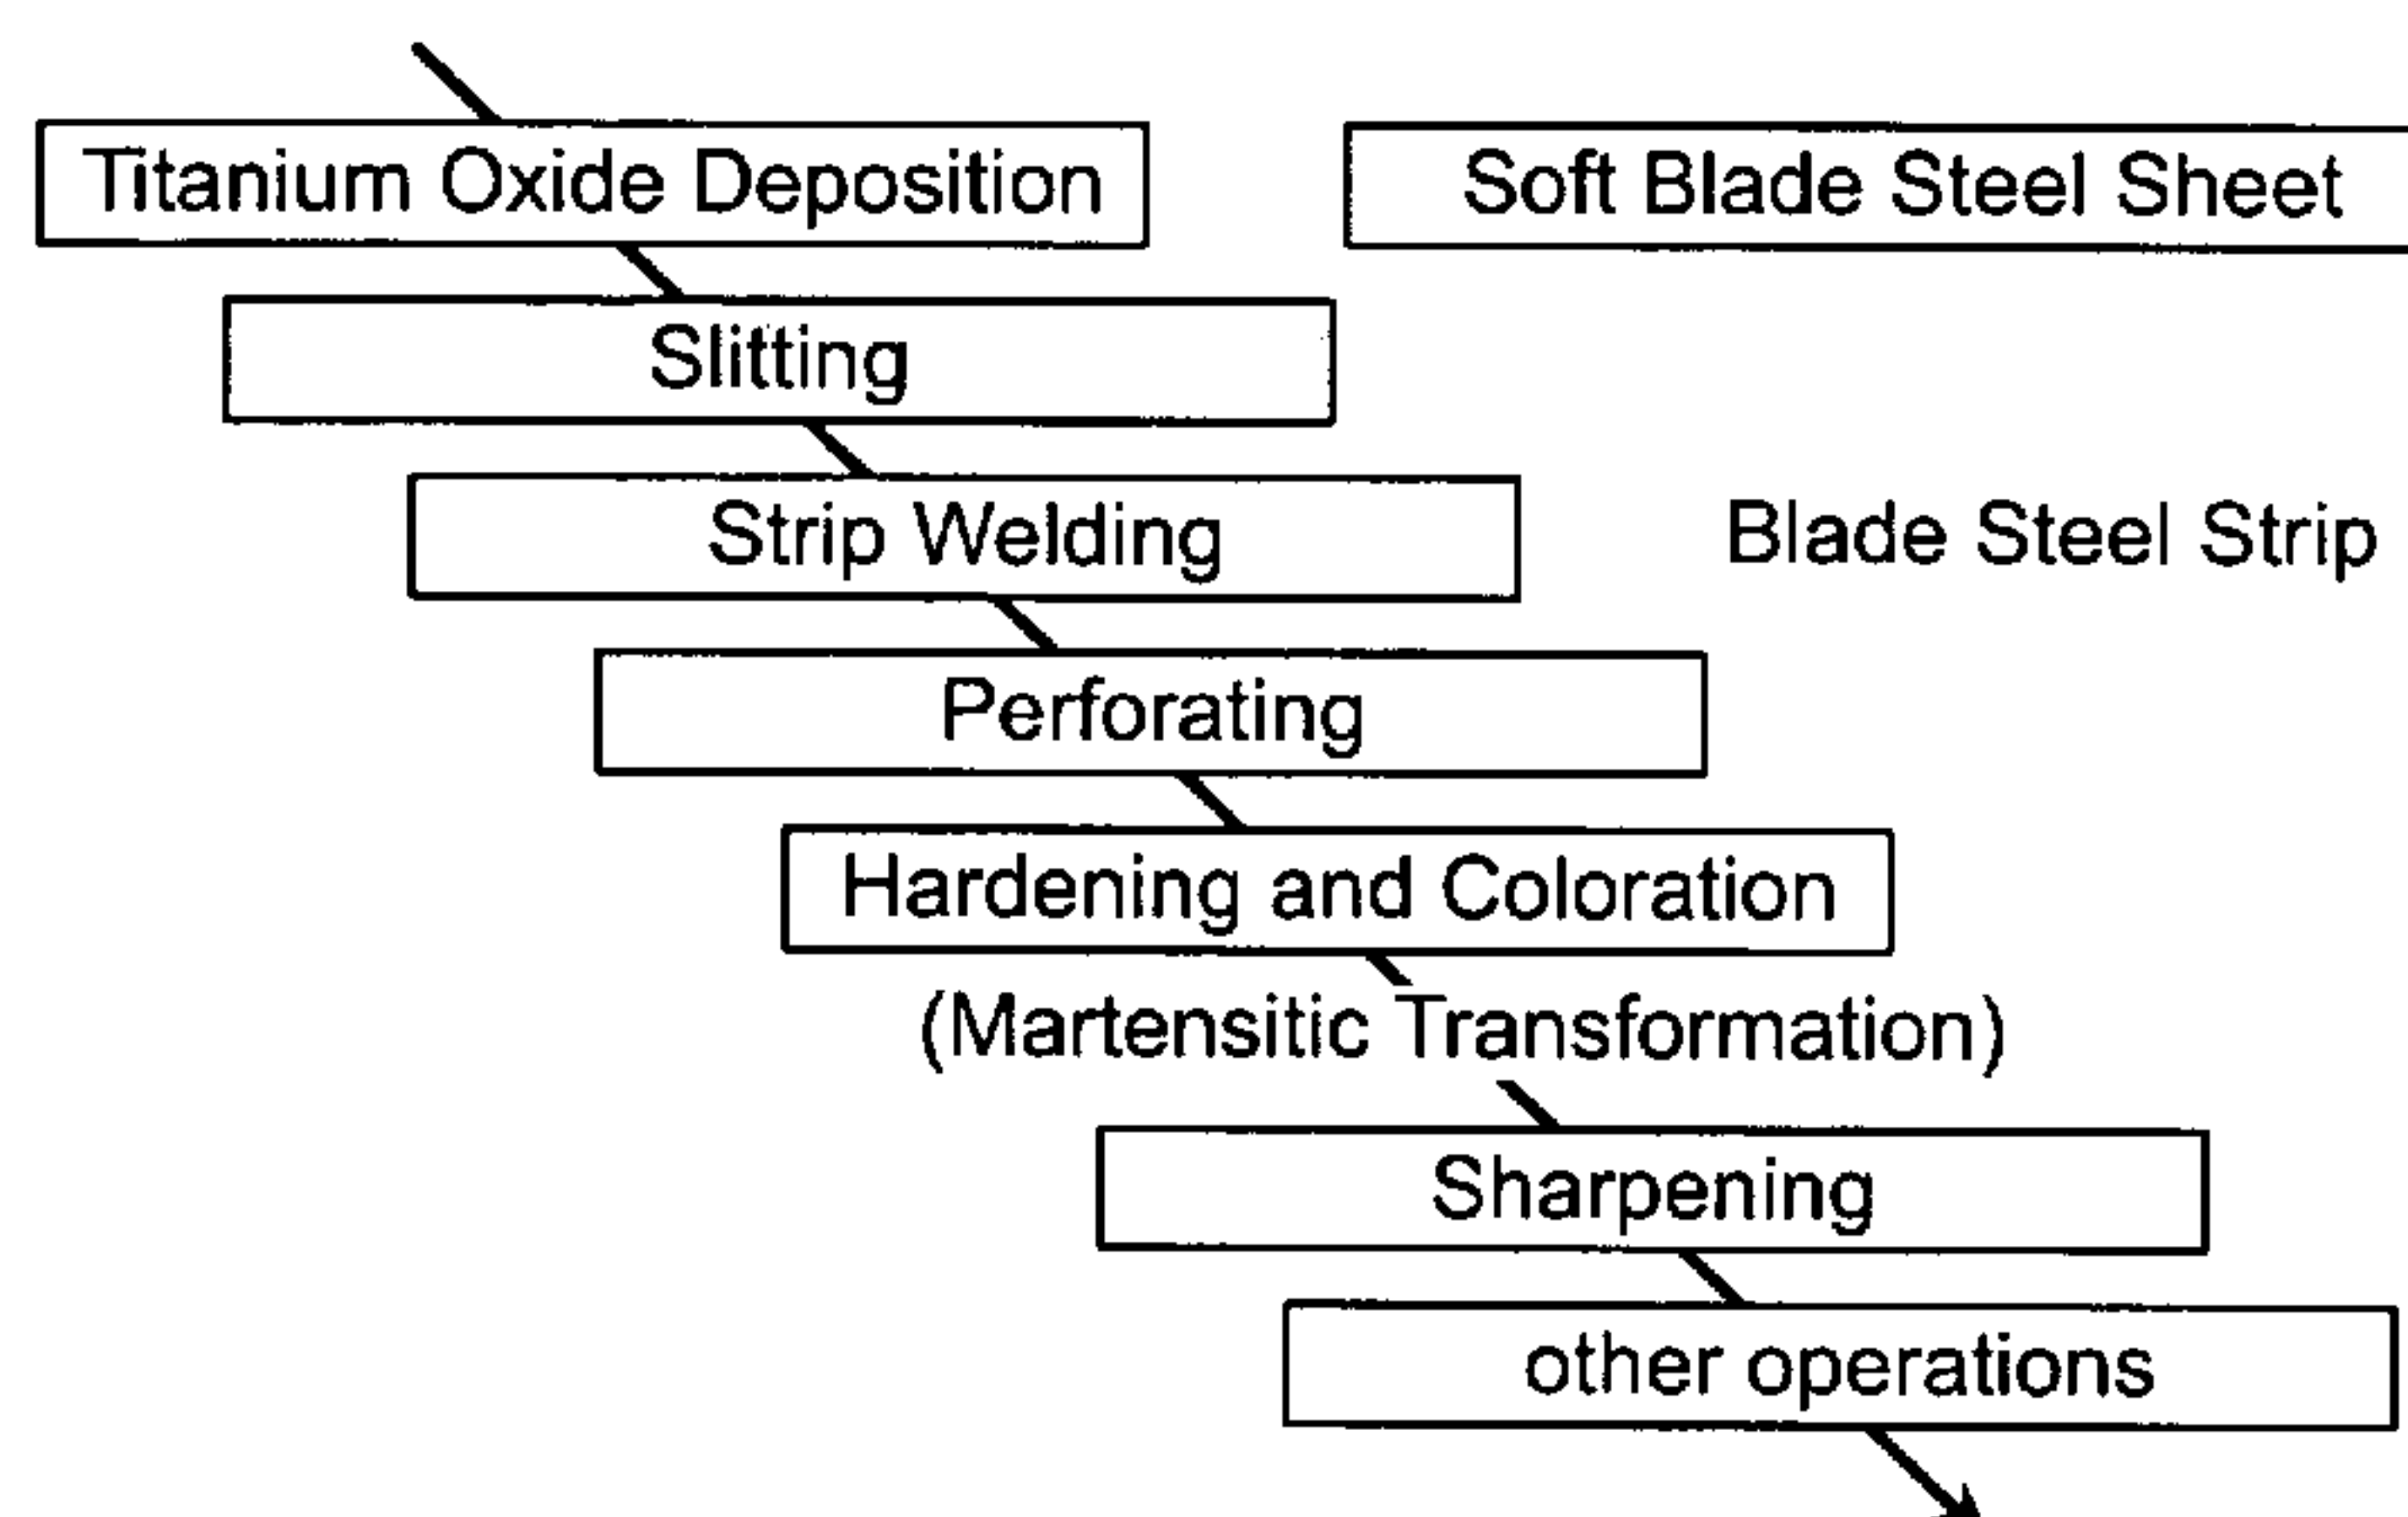 Titanium Oxide Deposition
Soft Blade Steel Sheet
Slitting
Strip Welding
Blade Steel Strip
Perforating
Hardening and Coloration
(Martensitic Transformation)
Sharpening
other operations